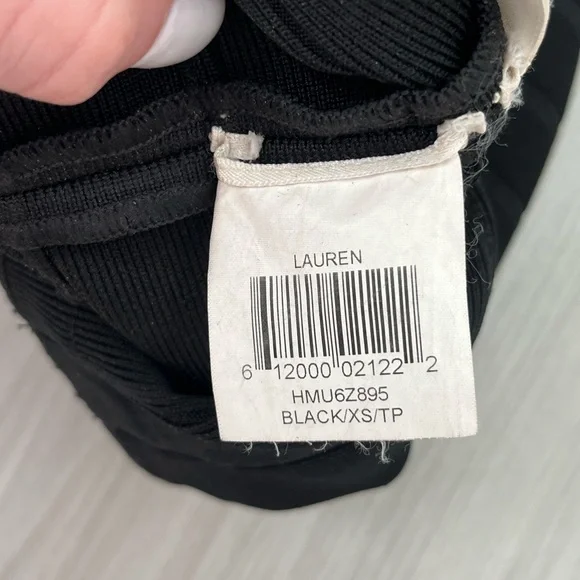 LAUREN
6 12000 02122 2
HMU6Z895
BLACK/XS/TP